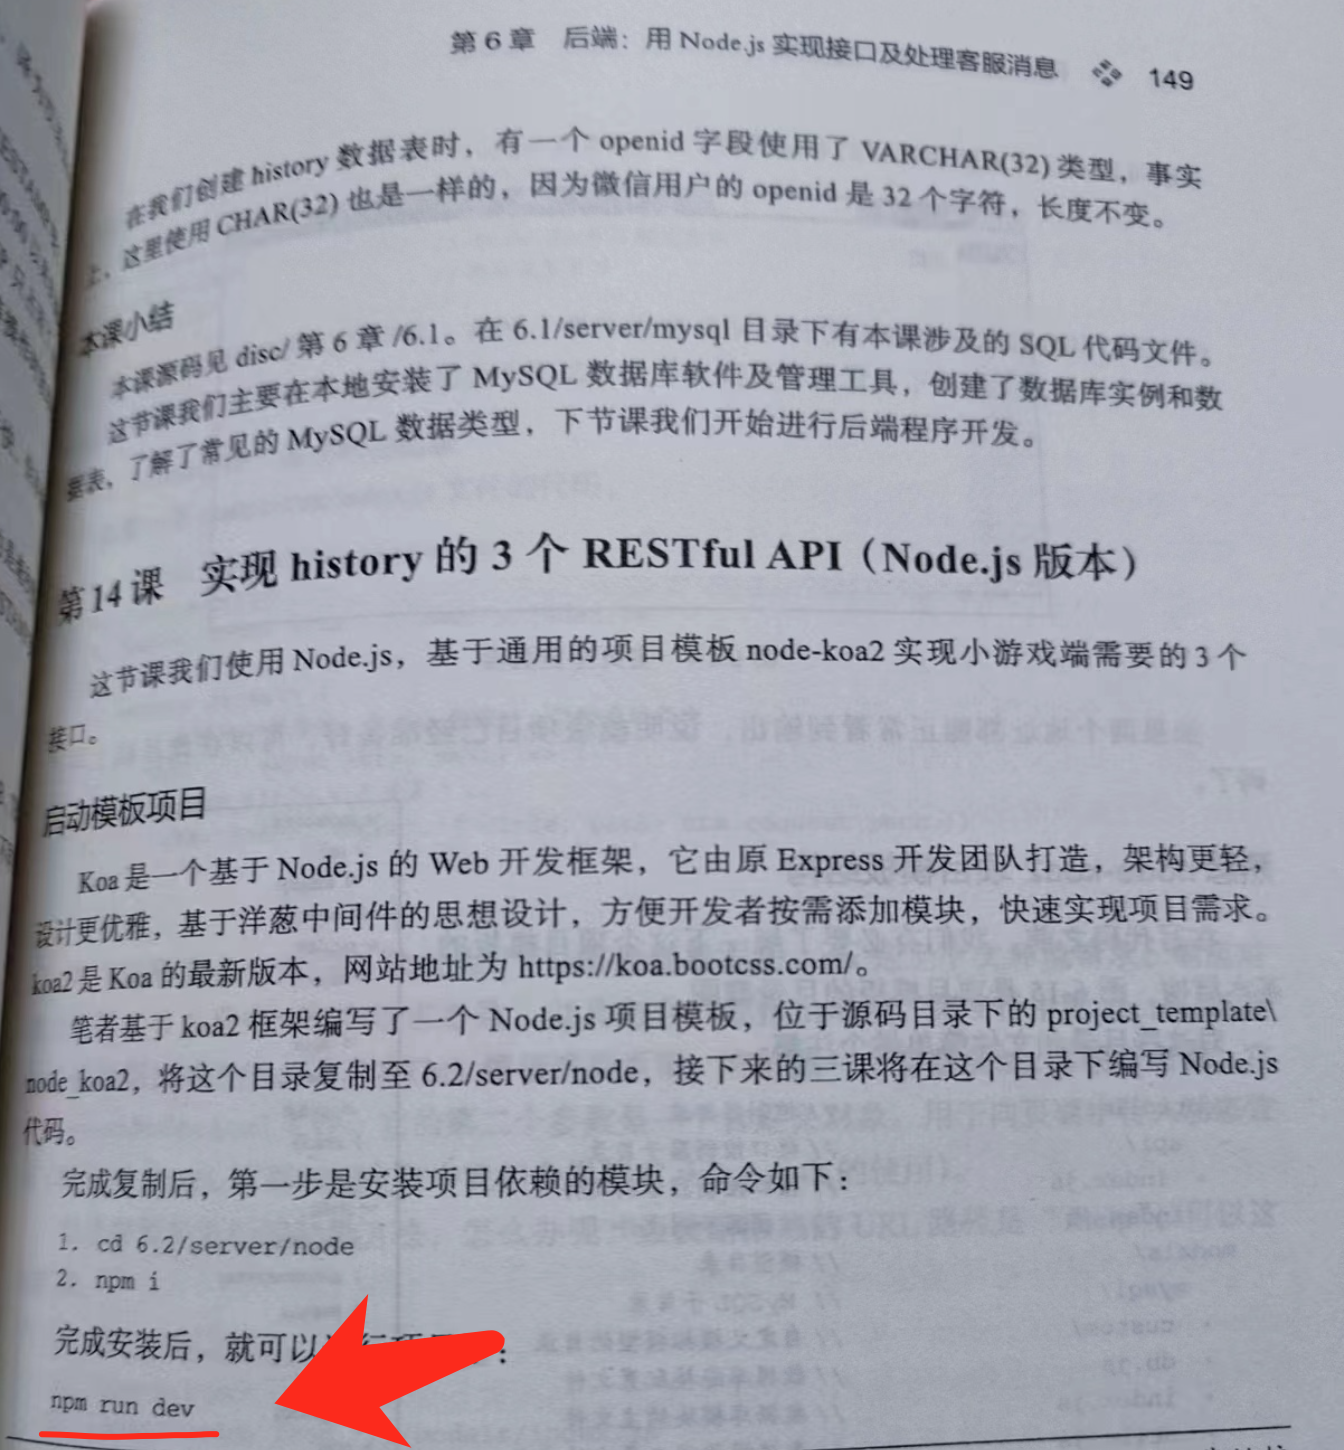 第 6 章 后端：用 Node.js 实现接口及处理客服消息 149
在我们创建 history 数据表时，有一个 openid 字段使用了 VARCHAR(32) 类型，事实
上，这里使用 CHAR(32) 也是一样的，因为微信用户的 openid 是 32 个字符，长度不变。
本课小结
本课源码见 disc/ 第 6 章 /6.1。在 6.1/server/mysql 目录下有本课涉及的 SQL 代码文件。
这节课我们主要在本地安装了 MySQL 数据库软件及管理工具，创建了数据库实例和数
据表，了解了常见的 MySQL 数据类型，下节课我们开始进行后端程序开发。
第 14 课 实现 history 的 3 个 RESTful API（Node.js 版本）
这节课我们使用 Node.js，基于通用的项目模板 node-koa2 实现小游戏端需要的 3 个
接口。
启动模板项目
Koa 是一个基于 Node.js 的 Web 开发框架，它由原 Express 开发团队打造，架构更轻，
设计更优雅，基于洋葱中间件的思想设计，方便开发者按需添加模块，快速实现项目需求。
koa2 是 Koa 的最新版本，网站地址为 https://koa.bootcss.com/。
笔者基于 koa2 框架编写了一个 Node.js 项目模板，位于源码目录下的 project_template\
node_koa2，将这个目录复制至 6.2/server/node，接下来的三课将在这个目录下编写 Node.js
代码。
完成复制后，第一步是安装项目依赖的模块，命令如下：
1. cd 6.2/server/node
2. npm i
完成安装后，就可以：
npm run dev